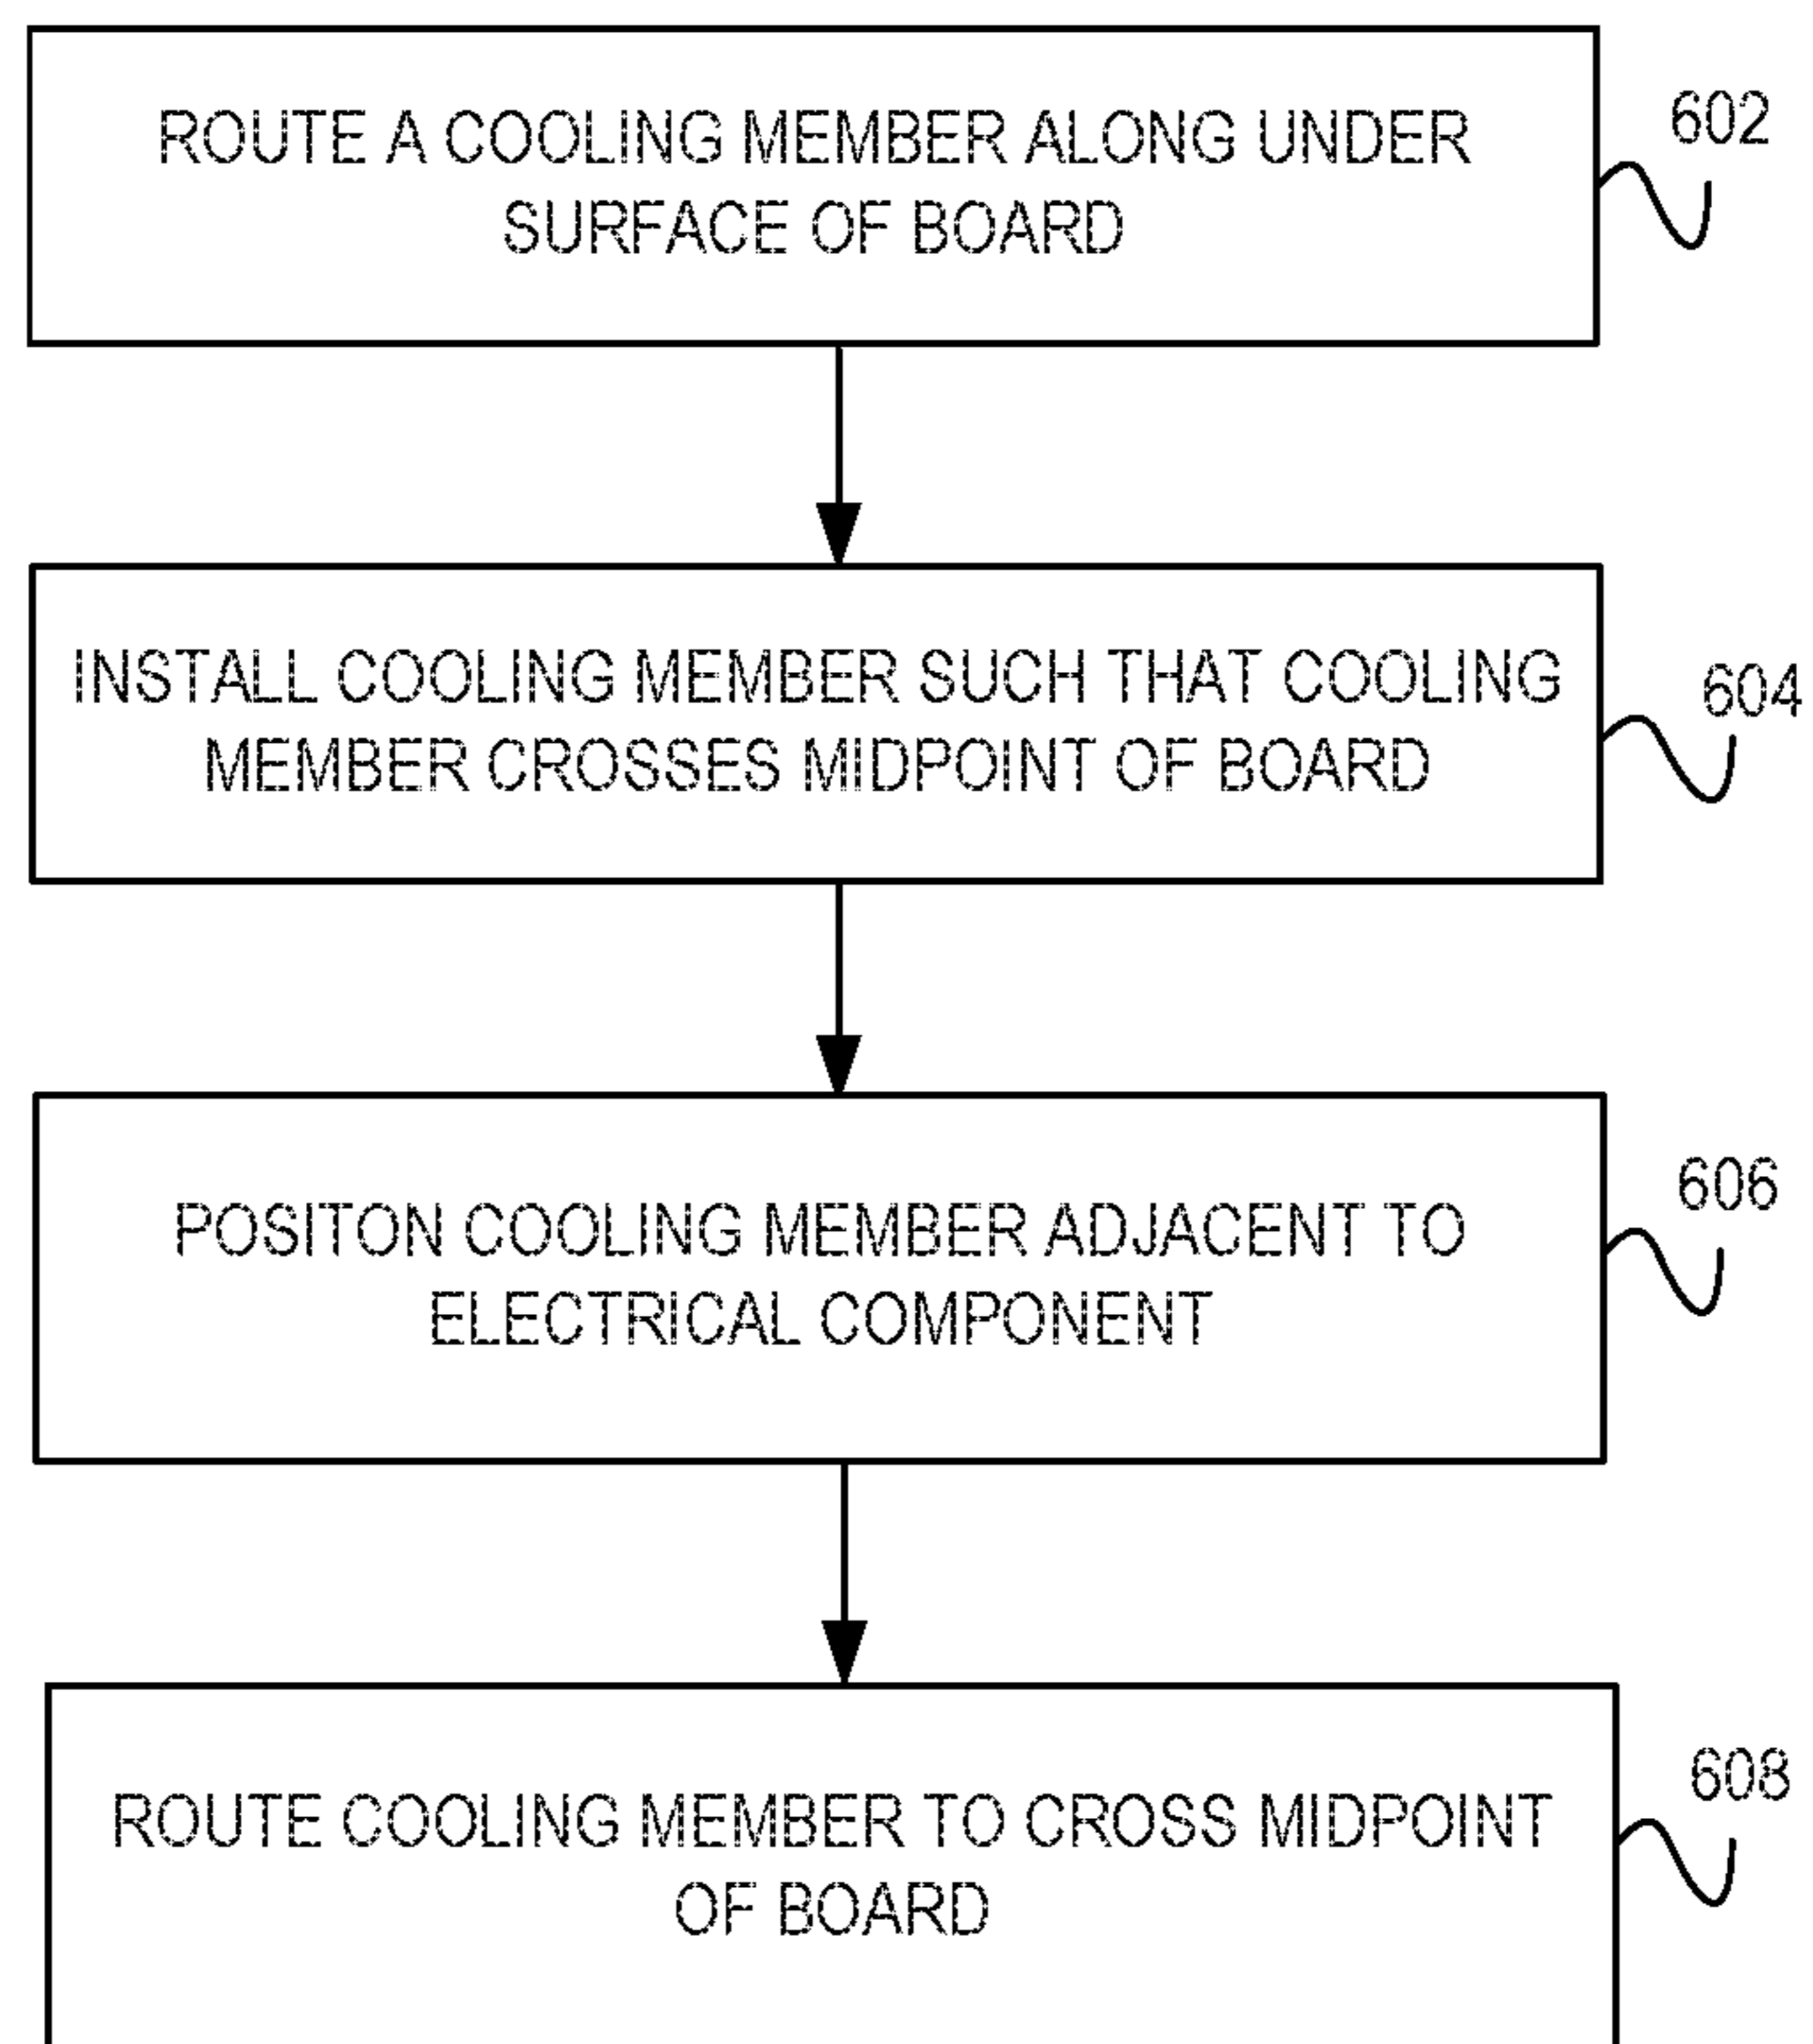 ROUTE A COOLING MEMBER ALONG UNDER
SURFACE OF BOARD
602
INSTALL COOLING MEMBER SUCH THAT COOLING
MEMBER CROSSES MIDPOINT OF BOARD
604
POSITON COOLING MEMBER ADJACENT TO
ELECTRICAL COMPONENT
606
ROUTE COOLING MEMBER TO CROSS MIDPOINT
OF BOARD
608